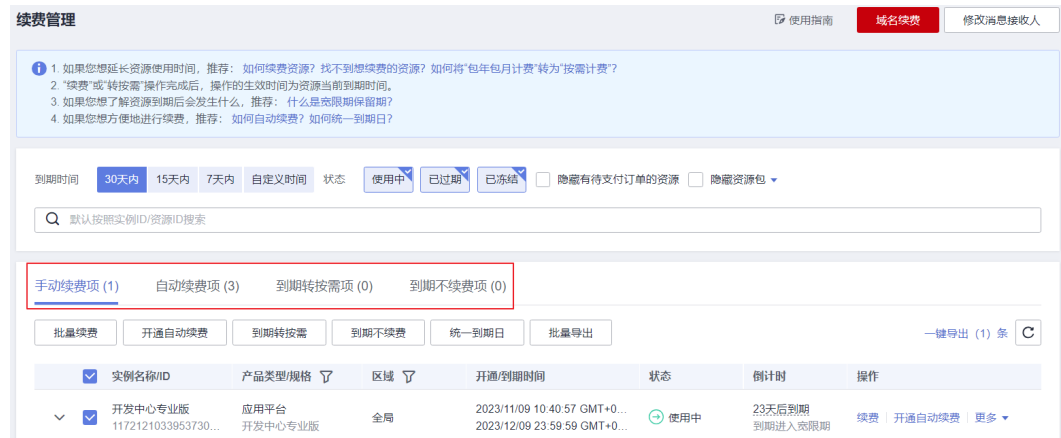 续费管理
使用指南
域名续费
修改消息接收人
1. 如果您想延长资源使用时间，推荐： 如何续费资源？找不到想续费的资源？如何将“包年包月计费”转为“按需计费”？
2. “续费”或“转按需”操作完成后，操作的生效时间为资源当前到期时间。
3. 如果您想了解资源到期后会发生什么，推荐： 什么是宽限期保留期？
4. 如果您想方便地进行续费，推荐： 如何自动续费？如何统一到期日？
到期时间 30天内 15天内 7天内 自定义时间 状态 使用中 已过期 已冻结 隐藏有待支付订单的资源 隐藏资源包
默认按照实例ID/资源ID搜索
手动续费项 (1) 自动续费项 (3) 到期转按需项 (0) 到期不续费项 (0)
批量续费 开通自动续费 到期转按需 到期不续费 统一到期日 批量导出 一键导出（1）条
实例名称/ID 产品类型/规格 区域 开通/到期时间 状态 倒计时 操作
开发中心专业版 应用平台 全局 2023/11/09 10:40:57 GMT+0... 使用中 23天后到期 续费 开通自动续费 更多
1172121033953730... 开发中心专业版 2023/12/09 23:59:59 GMT+0... 到期进入宽限期